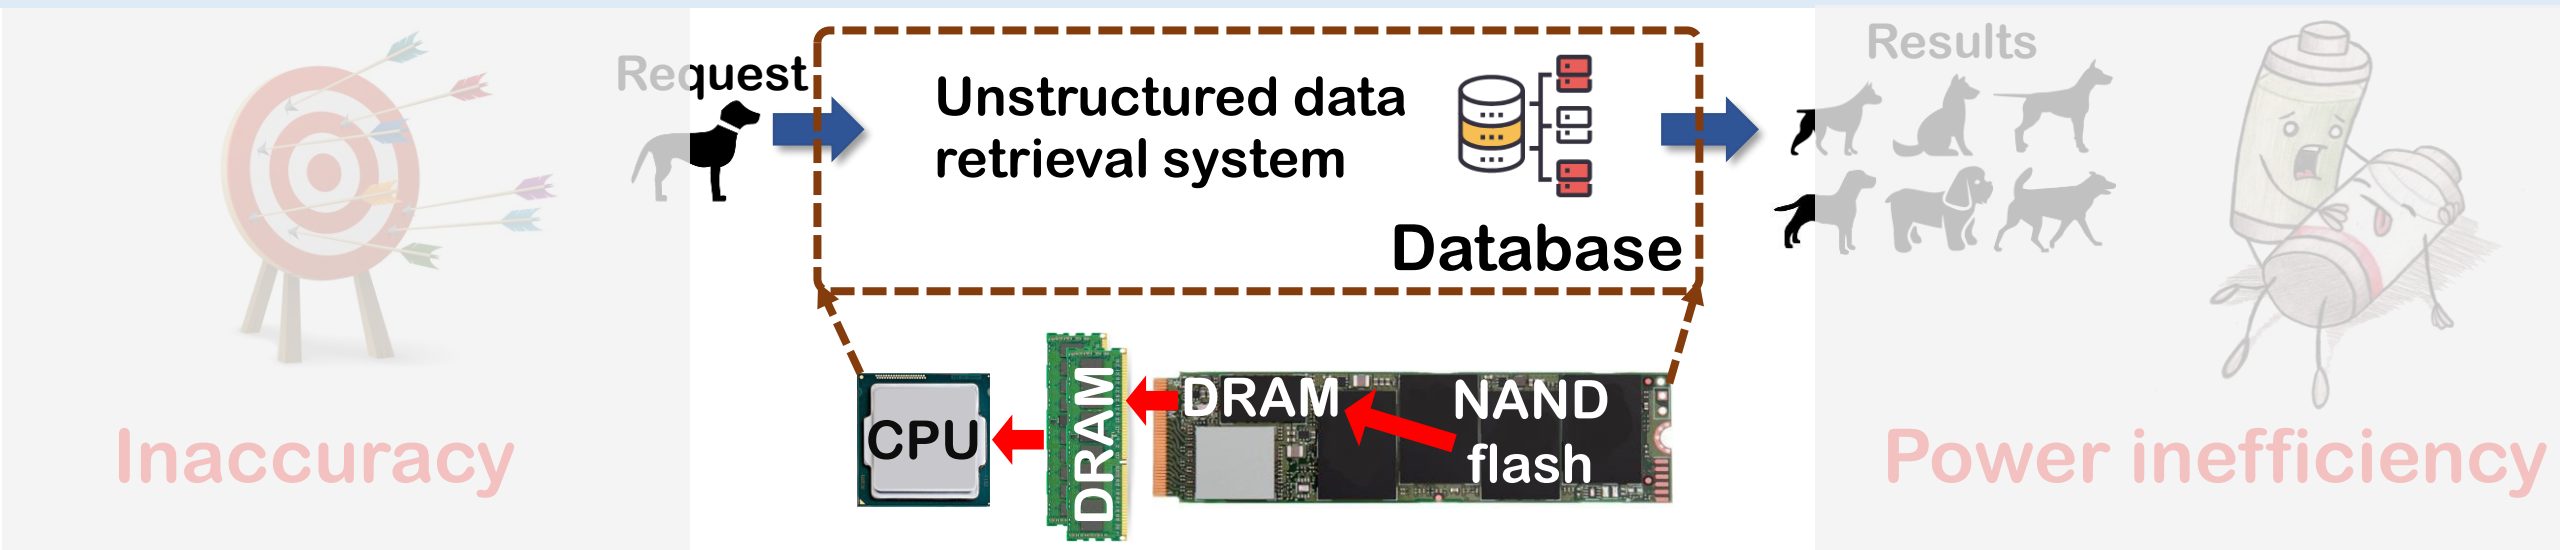 Request
Unstructured data
retrieval system
Database
Results
CPU
DRAM
DRAM
NAND
flash
Inaccuracy
Power inefficiency